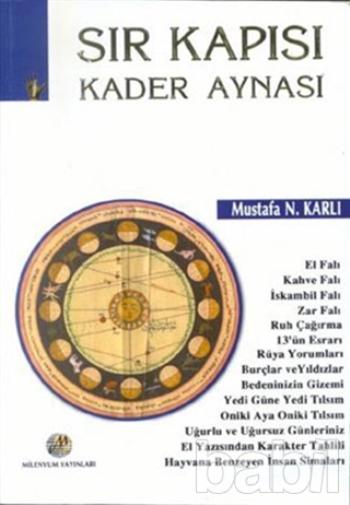 SIR KAPISI
KADER AYNASI
Mustafa N. KARLI
El Falı
Kahve Falı
İskambil Falı
Zar Falı
Ruh Çağırma
13'ün Esrarı
Rüya Yorumları
Burçlar veYıldızlar
Bedeninizin Gizemi
Yedi Güne Yedi Tılsım
Oniki Aya Oniki Tılsım
Uğurlu ve Uğursuz Günleriniz
El Yazısından Karakter Tahlili
Hayvana Benzeyen İnsan Simaları
MİLENYUM YAYINLARI
babil